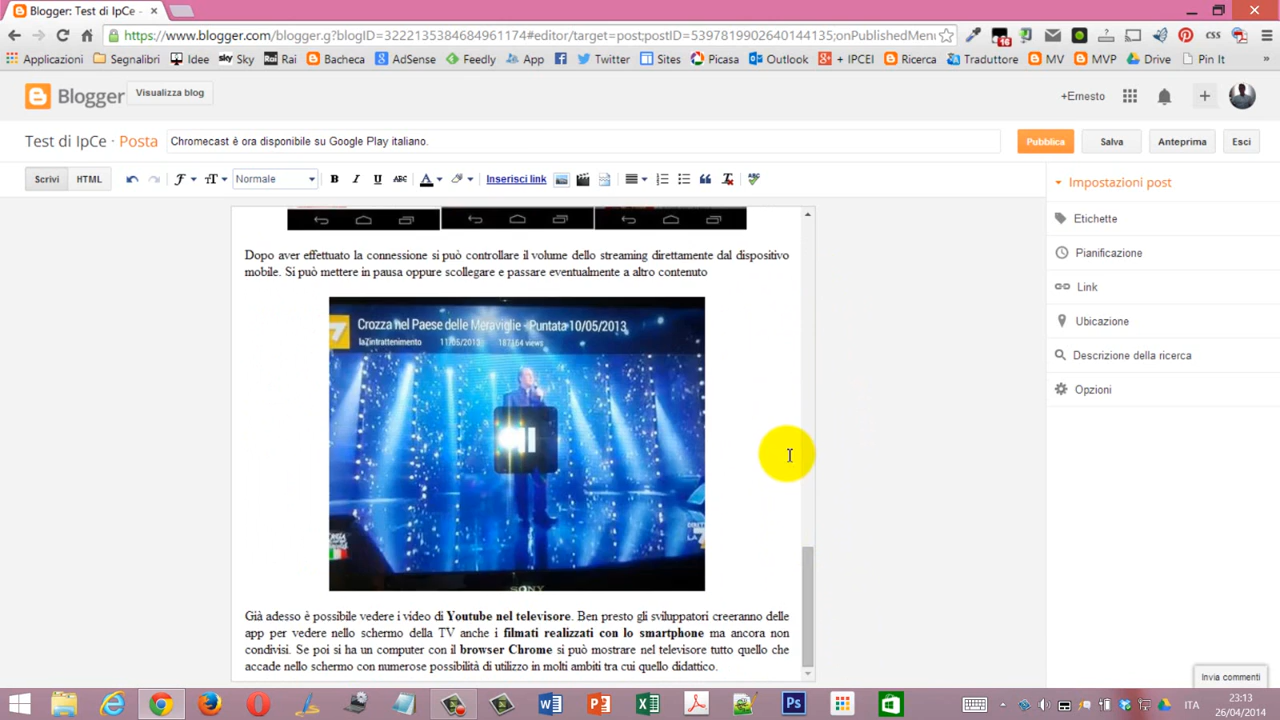 Blogger: Test di IpCe -
https://www.blogger.com/blogger.g?blogID=3222135384684961174#editor/target=post;postID=5397819902640144135;onPublishedMenu
Applicazioni Segnalibri Idee Sky Rai Bacheca AdSense Feedly App Twitter Sites Picasa Outlook + IPCEI Ricerca Traduttore MV MVP Drive Pin It »
Blogger Visualizza blog +Ernesto
Test di IpCe · Posta Chromecast è ora disponibile su Google Play italiano. Pubblica Salva Anteprima Esci
Scrivi HTML Normale B I U ABC A Inserisci link
Impostazioni post
Etichette
Pianificazione
Link
Ubicazione
Descrizione della ricerca
Opzioni
Dopo aver effettuato la connessione si può controllare il volume dello streaming direttamente dal dispositivo
mobile. Si può mettere in pausa oppure scollegare e passare eventualmente a altro contenuto
Crozza nel Paese delle Meraviglie - Puntata 10/05/2013
la7intrattenimento 11/05/2013 187164 views
SONY
Già adesso è possibile vedere i video di Youtube nel televisore. Ben presto gli sviluppatori creeranno delle
app per vedere nello schermo della TV anche i filmati realizzati con lo smartphone ma ancora non
condivisi. Se poi si ha un computer con il browser Chrome si può mostrare nel televisore tutto quello che
accade nello schermo con numerose possibilità di utilizzo in molti ambiti tra cui quello didattico.
Invia commenti
ITA
23:13
26/04/2014